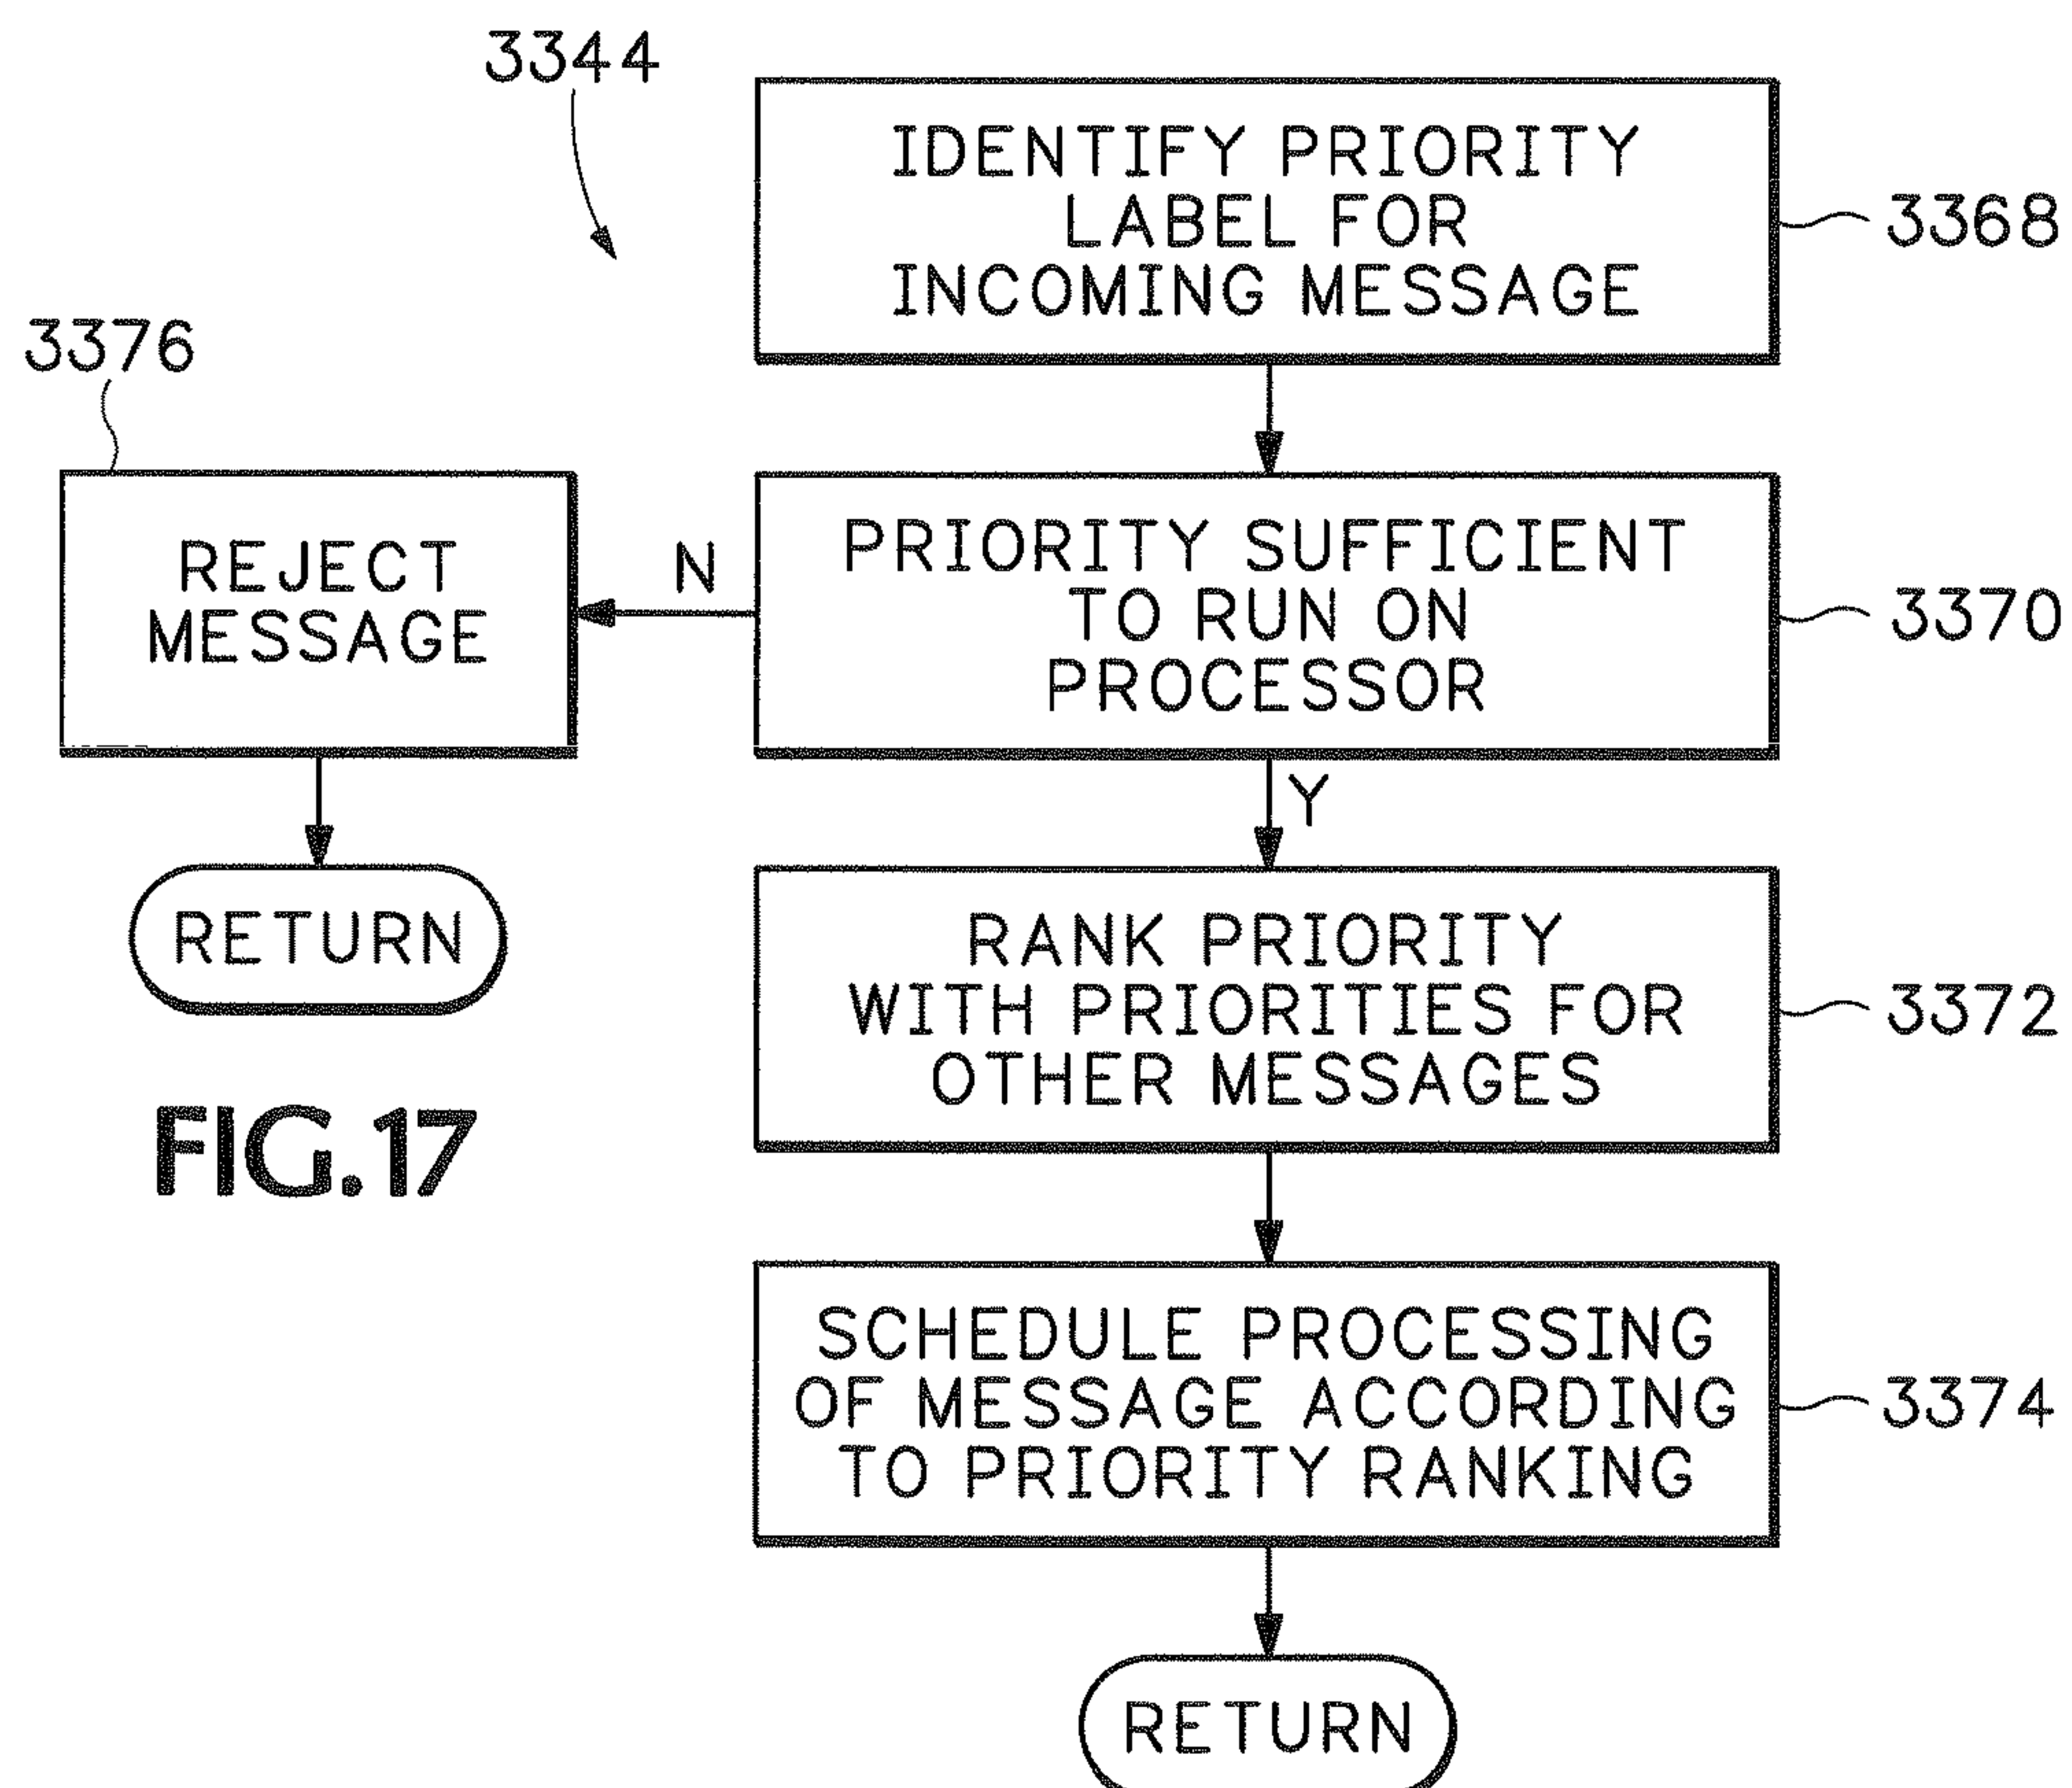 3344
IDENTIFY PRIORITY
LABEL FOR
INCOMING MESSAGE
3368
3376
REJECT
MESSAGE
N
PRIORITY SUFFICIENT
TO RUN ON
PROCESSOR
3370
Y
RETURN
RANK PRIORITY
WITH PRIORITIES FOR
OTHER MESSAGES
3372
FIG.17
SCHEDULE PROCESSING
OF MESSAGE ACCORDING
TO PRIORITY RANKING
3374
RETURN